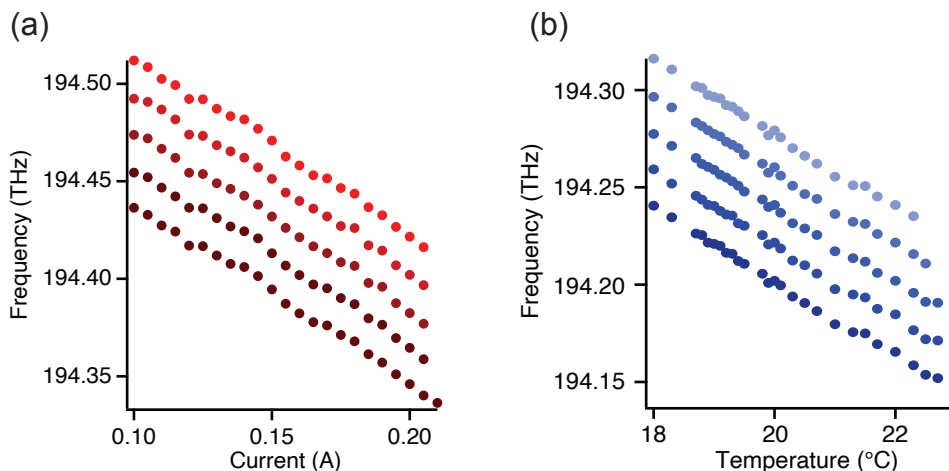 (a)
194.50
194.45
194.40
194.35
Frequency (THz)
0.10
0.15
0.20
Current (A)
(b)
194.30
194.25
194.20
194.15
Frequency (THz)
18
20
22
Temperature (°C)